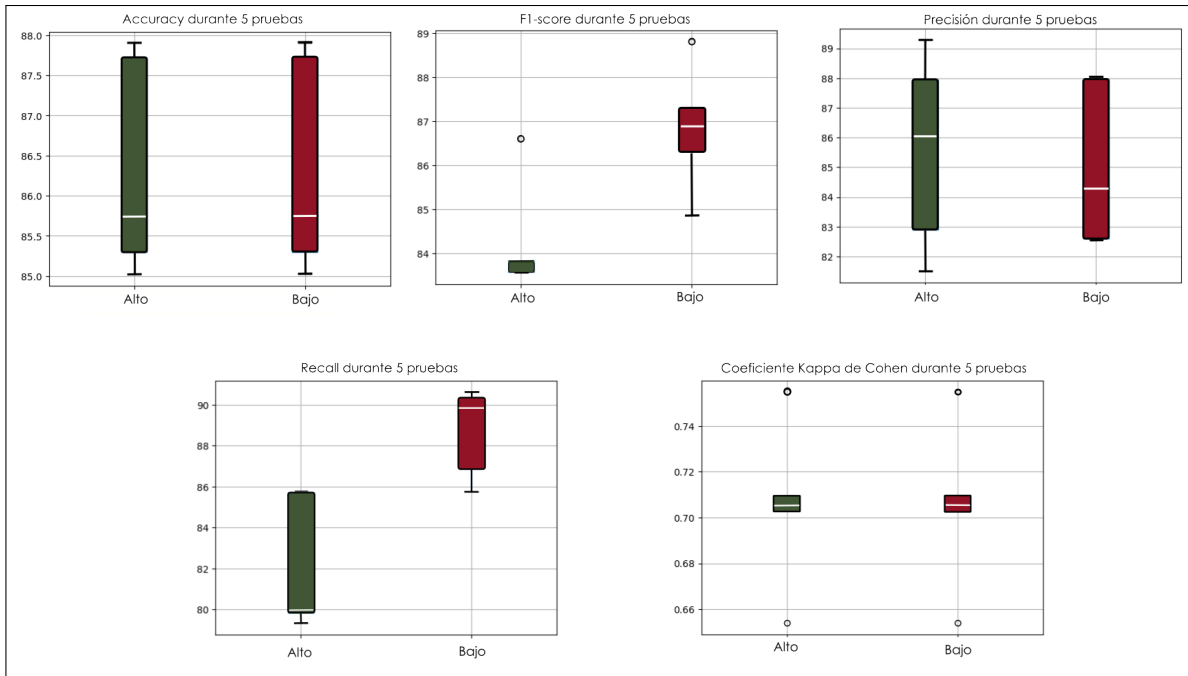 Accuracy durante 5 pruebas
88.0
87.5
87.0
86.5
86.0
85.5
85.0
Alto
Bajo
F1-score durante 5 pruebas
89
88
87
86
85
84
Alto
Bajo
Precisión durante 5 pruebas
89
88
87
86
85
84
83
82
Alto
Bajo
Recall durante 5 pruebas
90
88
86
84
82
80
Alto
Bajo
Coeficiente Kappa de Cohen durante 5 pruebas
0.74
0.72
0.70
0.68
0.66
Alto
Bajo